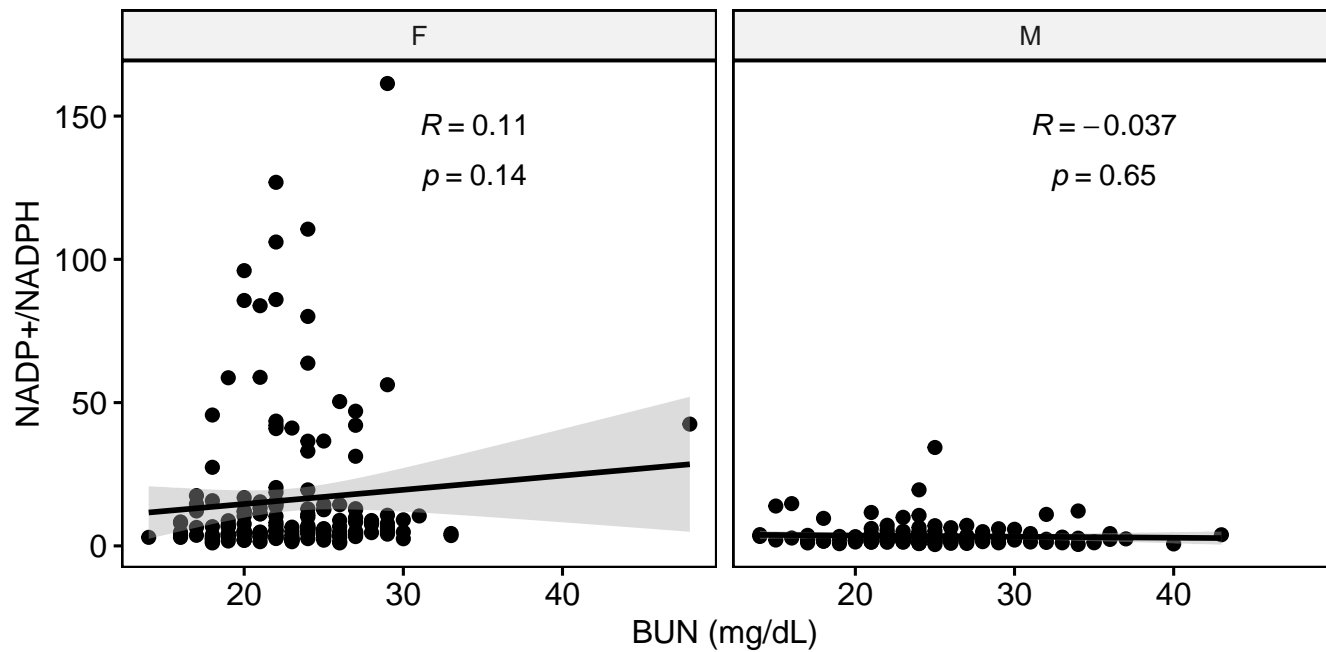 F
M
NADP+/NADPH
150
100
50
0
R = 0.11
p = 0.14
R = −0.037
p = 0.65
20
30
40
20
30
40
BUN (mg/dL)